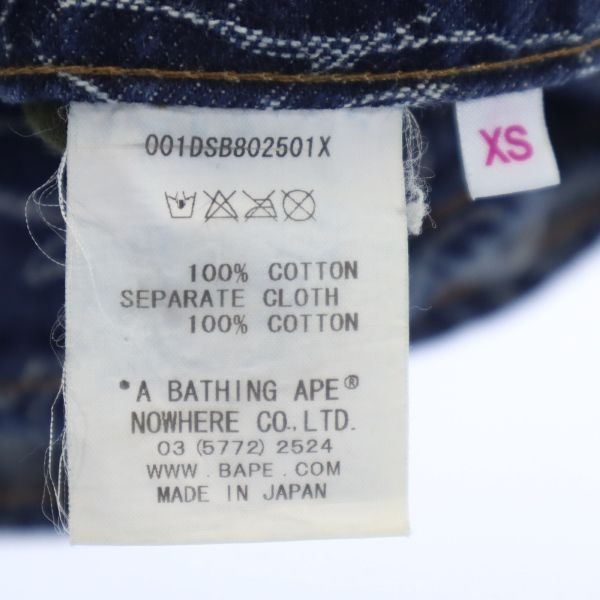 001DSB802501X
XS
100% COTTON
SEPARATE CLOTH
100% COTTON
*A BATHING APE®
NOWHERE CO.,LTD.
03 (5772) 2524
WWW.BAPE.COM
MADE IN JAPAN